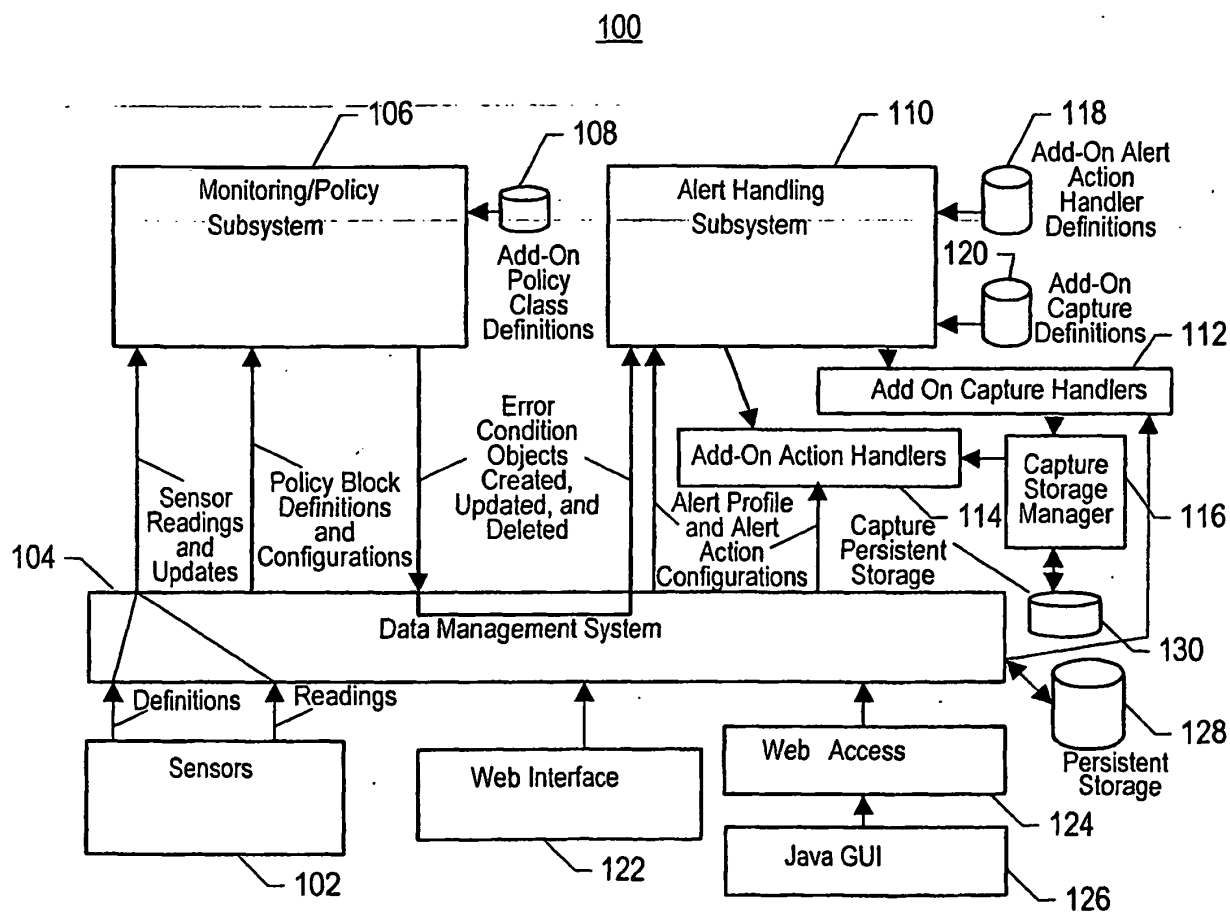 100
106
108
110
118
Monitoring/Policy
Subsystem
Add-On
Policy
Class
Definitions
Alert Handling
Subsystem
Add-On Alert
Action
Handler
Definitions
120
Add-On
Capture
Definitions
112
Add On Capture Handlers
Add-On Action Handlers
114
Capture
Storage
Manager
116
Sensor
Readings
and
Updates
Policy Block
Definitions
and
Configurations
Error
Condition
Objects
Created,
Updated, and
Deleted
Alert Profile
and Alert
Action
Configurations
Capture
Persistent
Storage
130
104
Data Management System
Definitions
Readings
128
Persistent
Storage
Sensors
102
Web Interface
122
Web Access
124
Java GUI
126